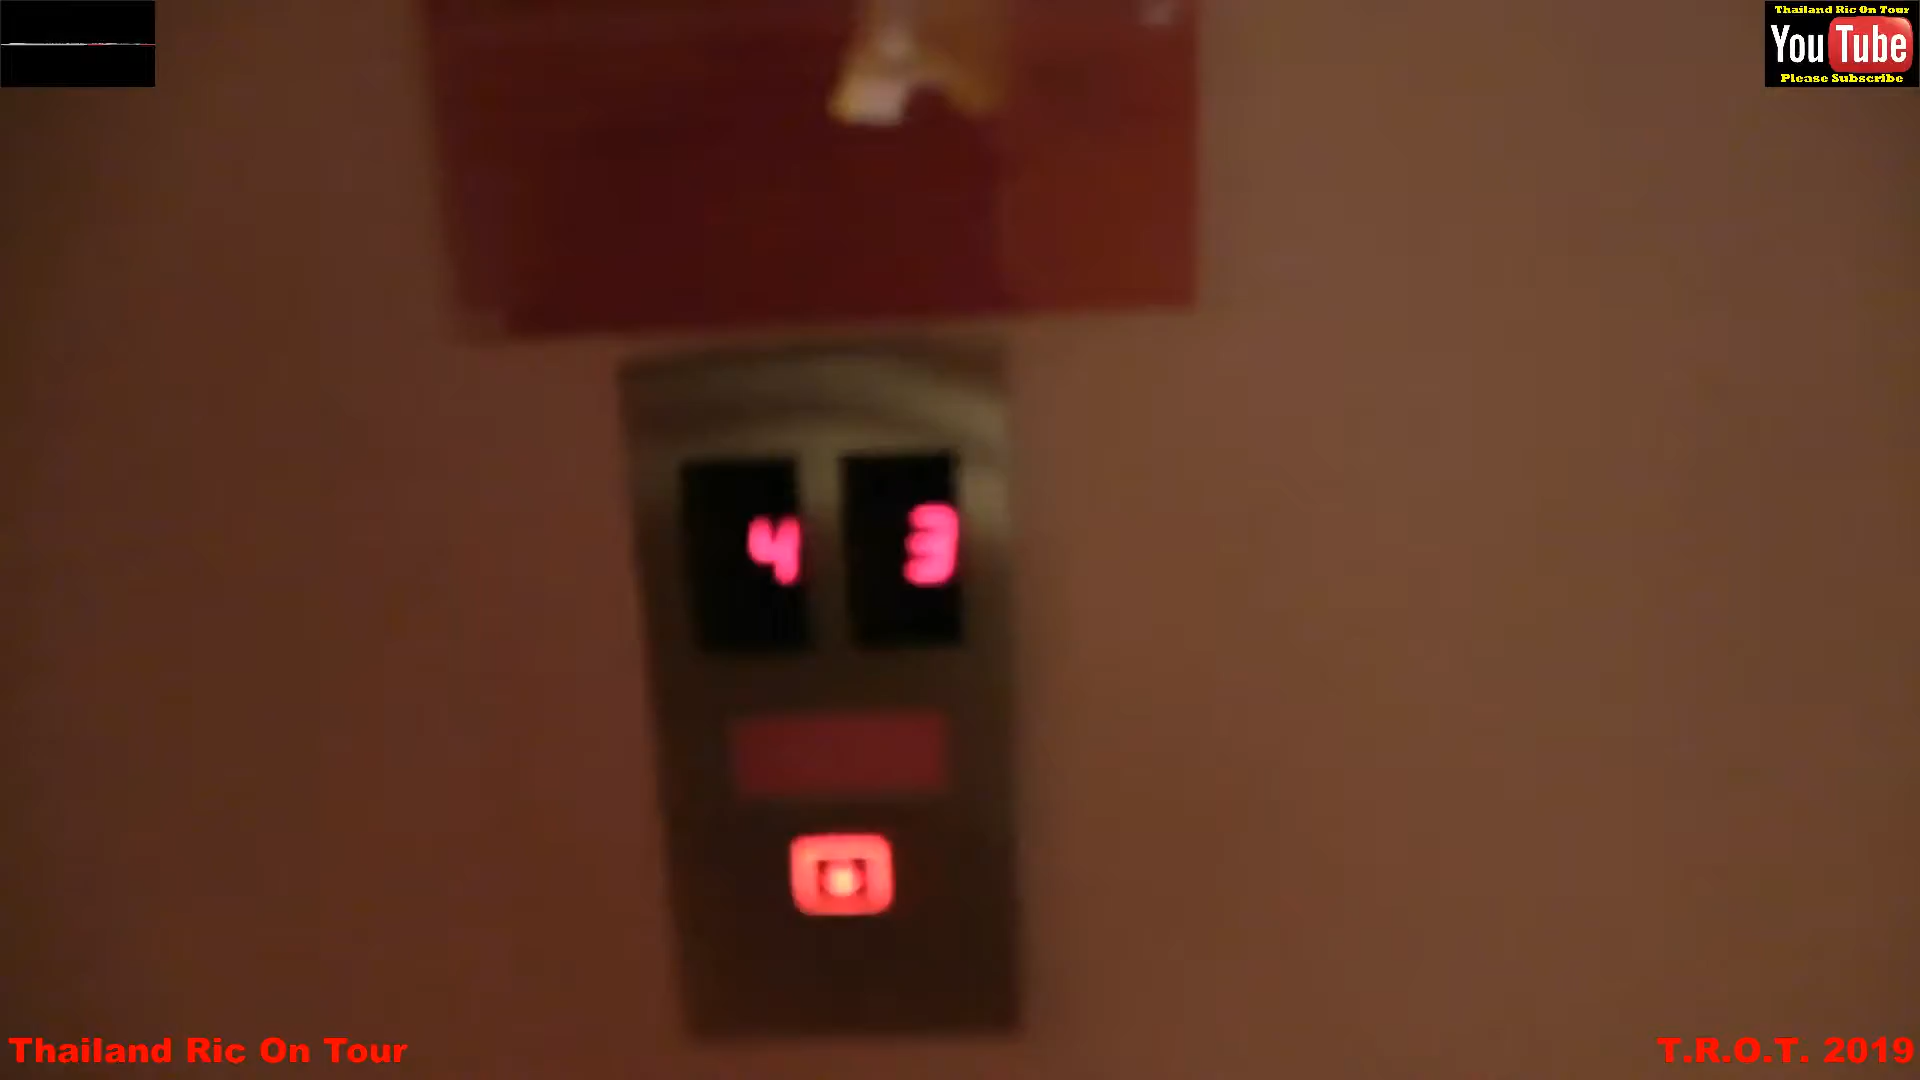 Thailand Ric On Tour
You Tube
Please Subscribe
4 3
Thailand Ric On Tour
T.R.O.T. 2019